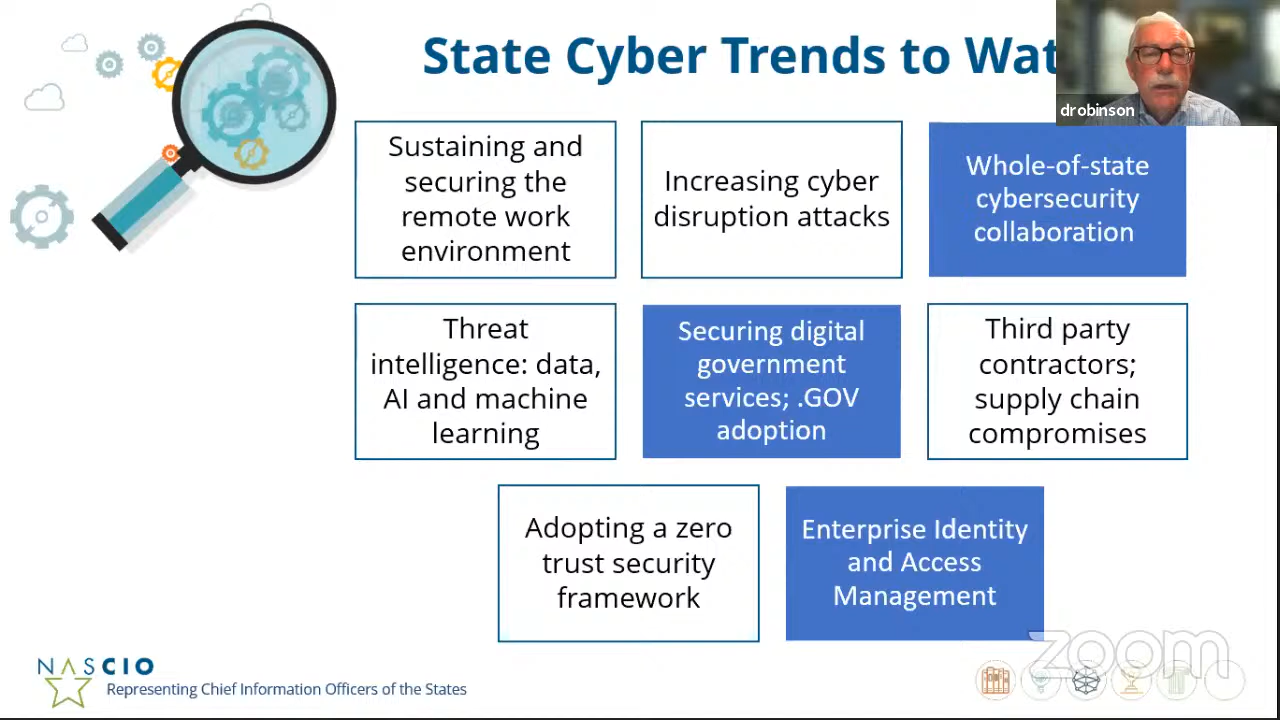 State Cyber Trends to Wat
drobinson
Sustaining and
securing the
remote work
environment
Increasing cyber
disruption attacks
Whole-of-state
cybersecurity
collaboration
Threat
intelligence: data,
AI and machine
learning
Securing digital
government
services; .GOV
adoption
Third party
contractors;
supply chain
compromises
Adopting a zero
trust security
framework
Enterprise Identity
and Access
Management
NASCIO
Representing Chief Information Officers of the States
zoom